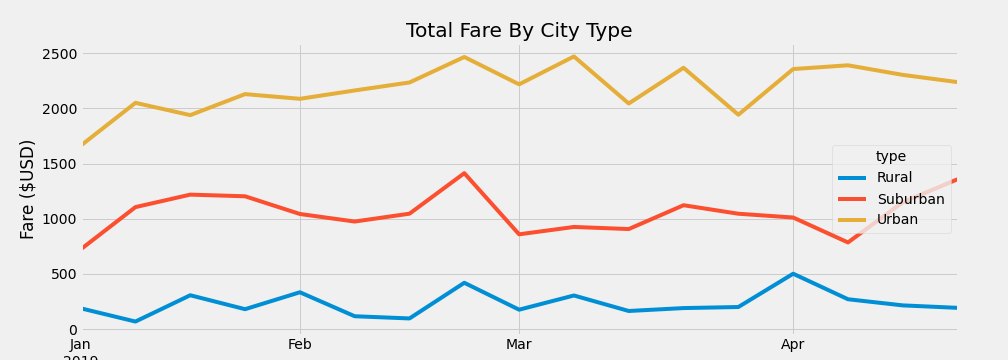 Total Fare By City Type
Fare ($USD)
2500
2000
1500
1000
500
0
type
Rural
Suburban
Urban
Jan
Feb
Mar
Apr
2019